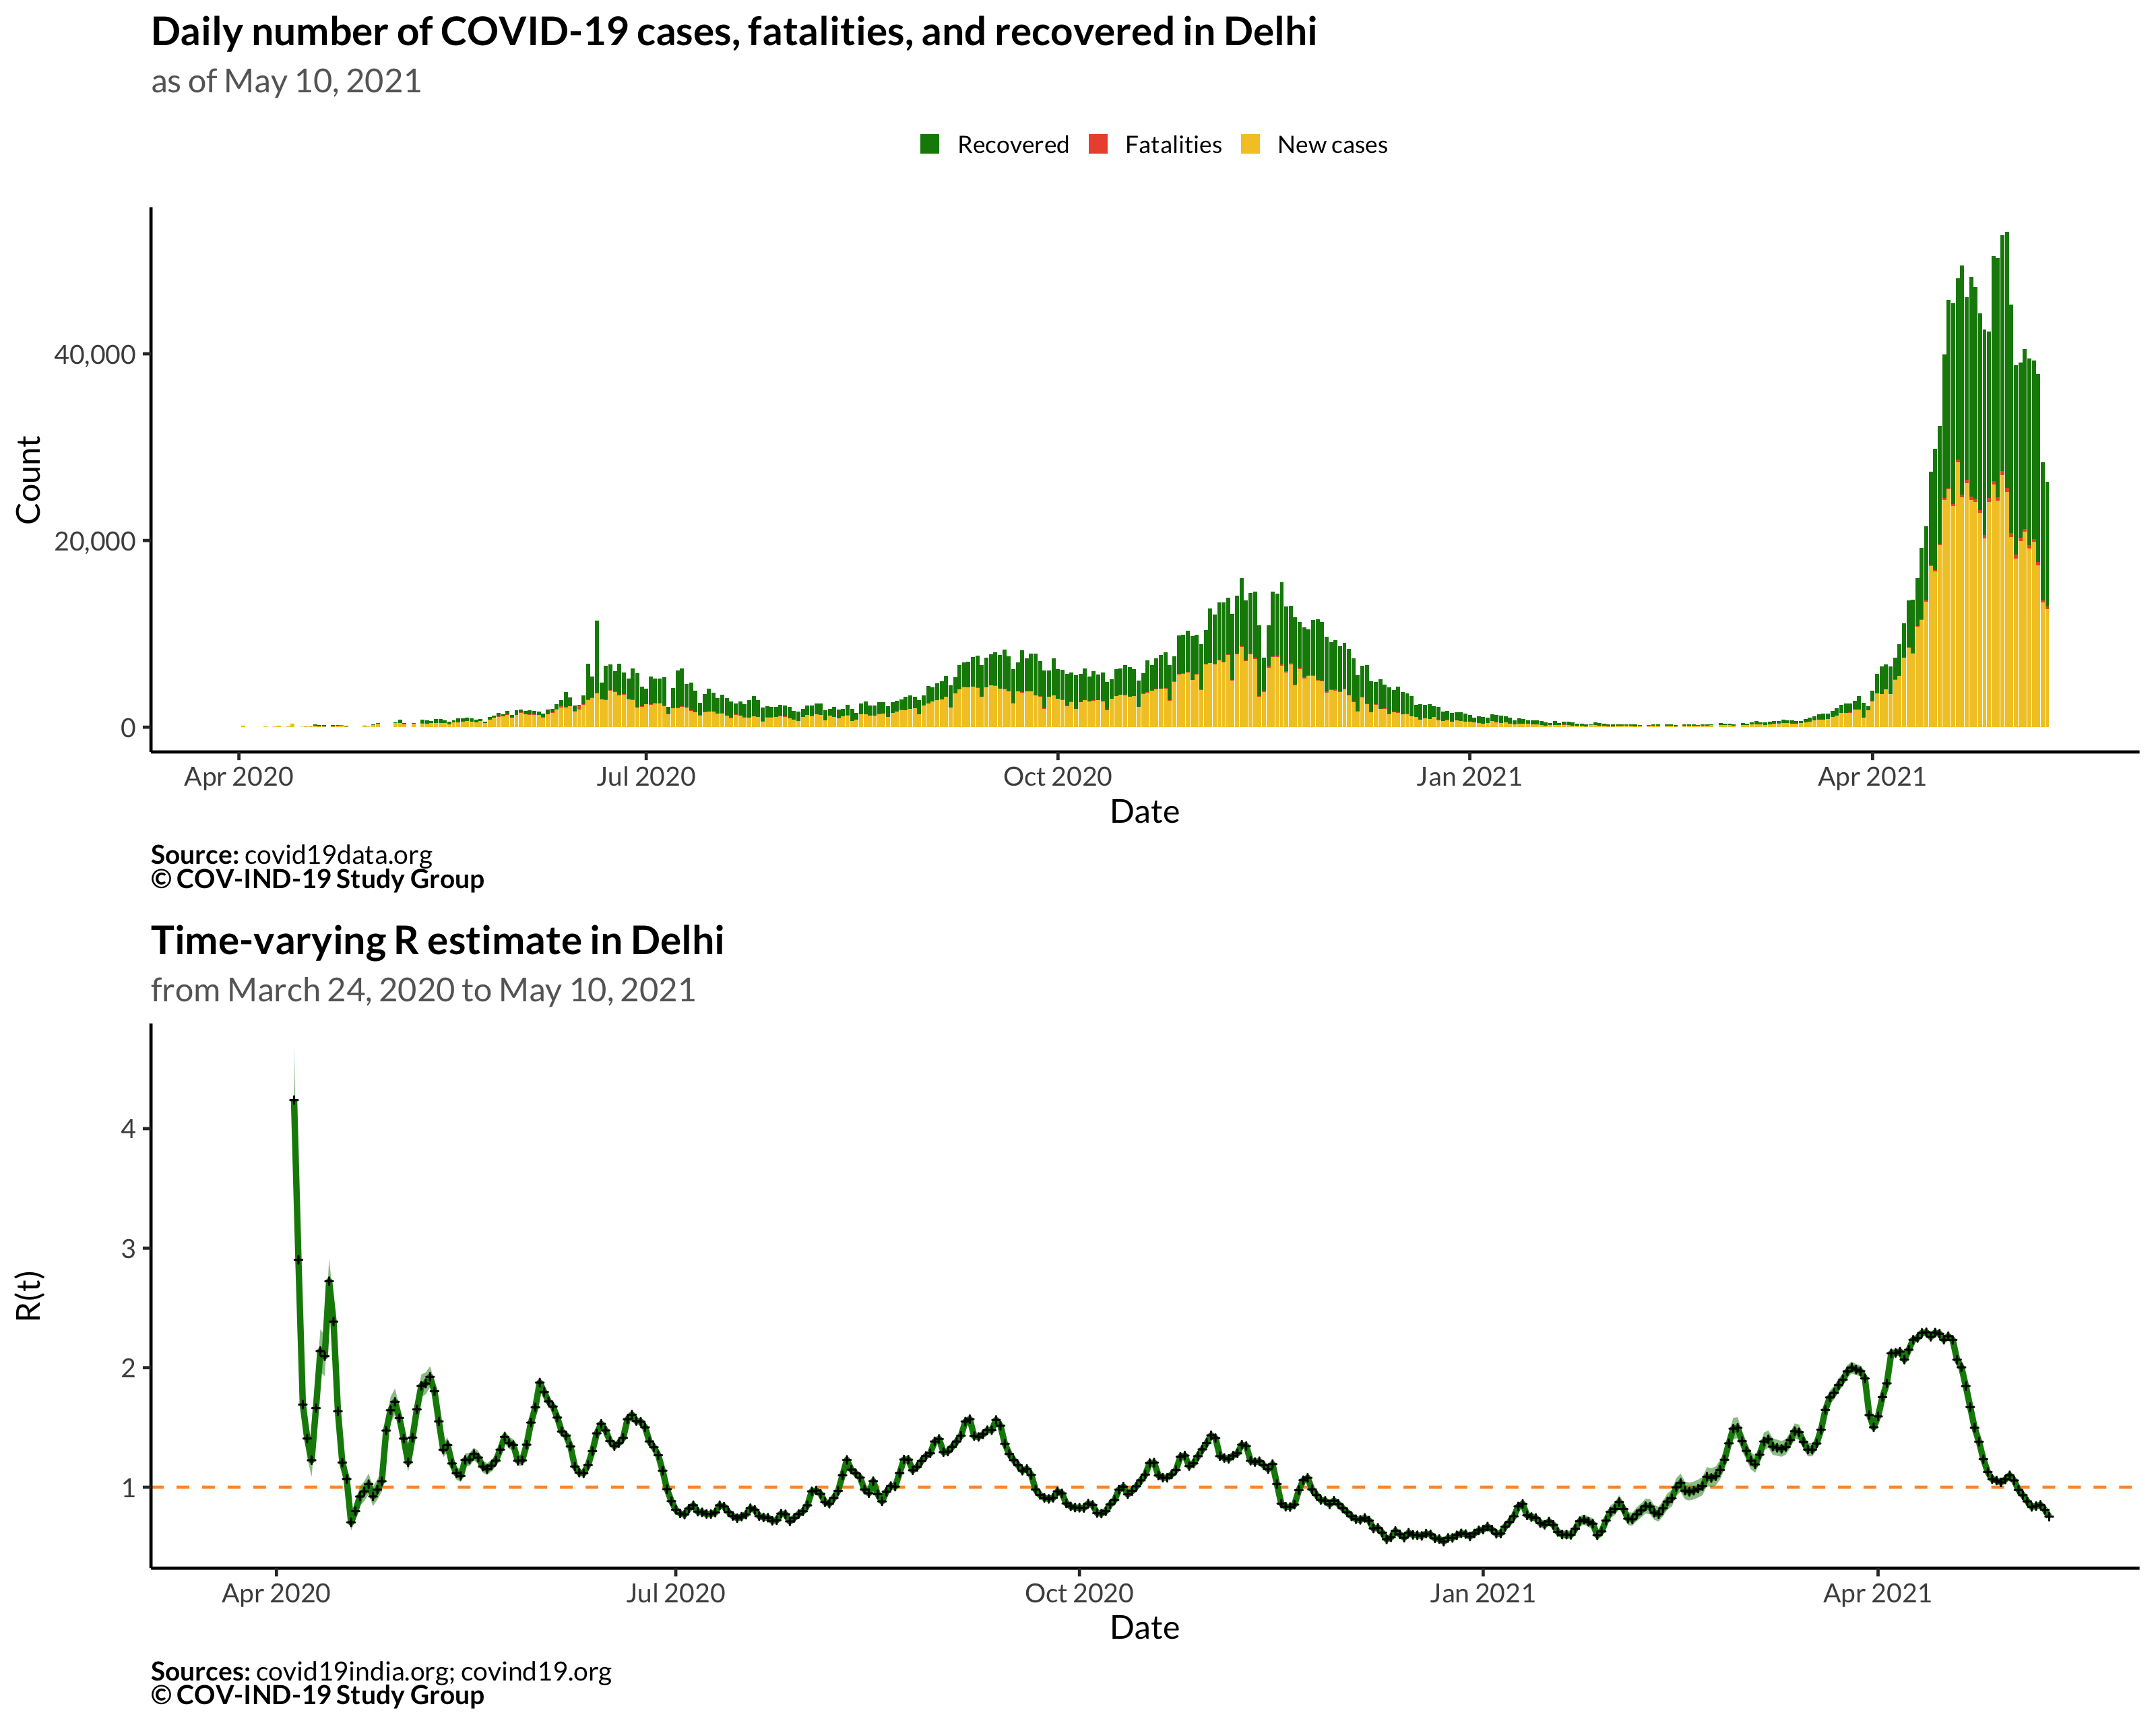 Daily number of COVID-19 cases, fatalities, and recovered in Delhi
as of May 10, 2021
Recovered Fatalities New cases
Count
40,000
20,000
0
Apr 2020 Jul 2020 Oct 2020 Jan 2021 Apr 2021
Date
Source: covid19data.org
© COV-IND-19 Study Group
Time-varying R estimate in Delhi
from March 24, 2020 to May 10, 2021
R(t)
4
3
2
1
Apr 2020 Jul 2020 Oct 2020 Jan 2021 Apr 2021
Date
Sources: covid19india.org; covind19.org
© COV-IND-19 Study Group